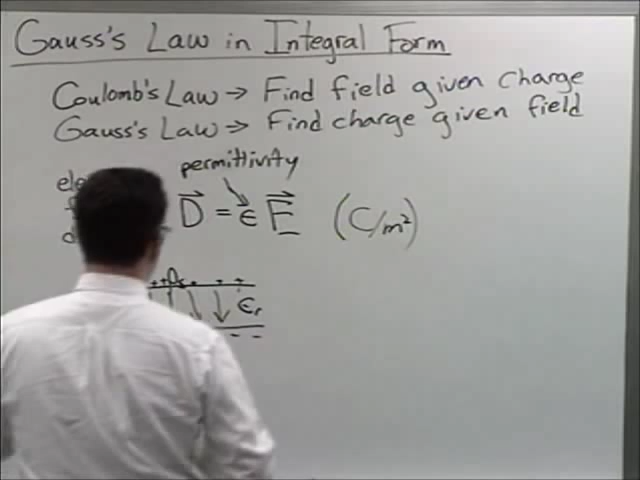 Gauss's Law in Integral Form
Coulomb's Law → Find field given charge
Gauss's Law → Find charge given field
permittivity
D = ϵ E (C/m²)
ϵr